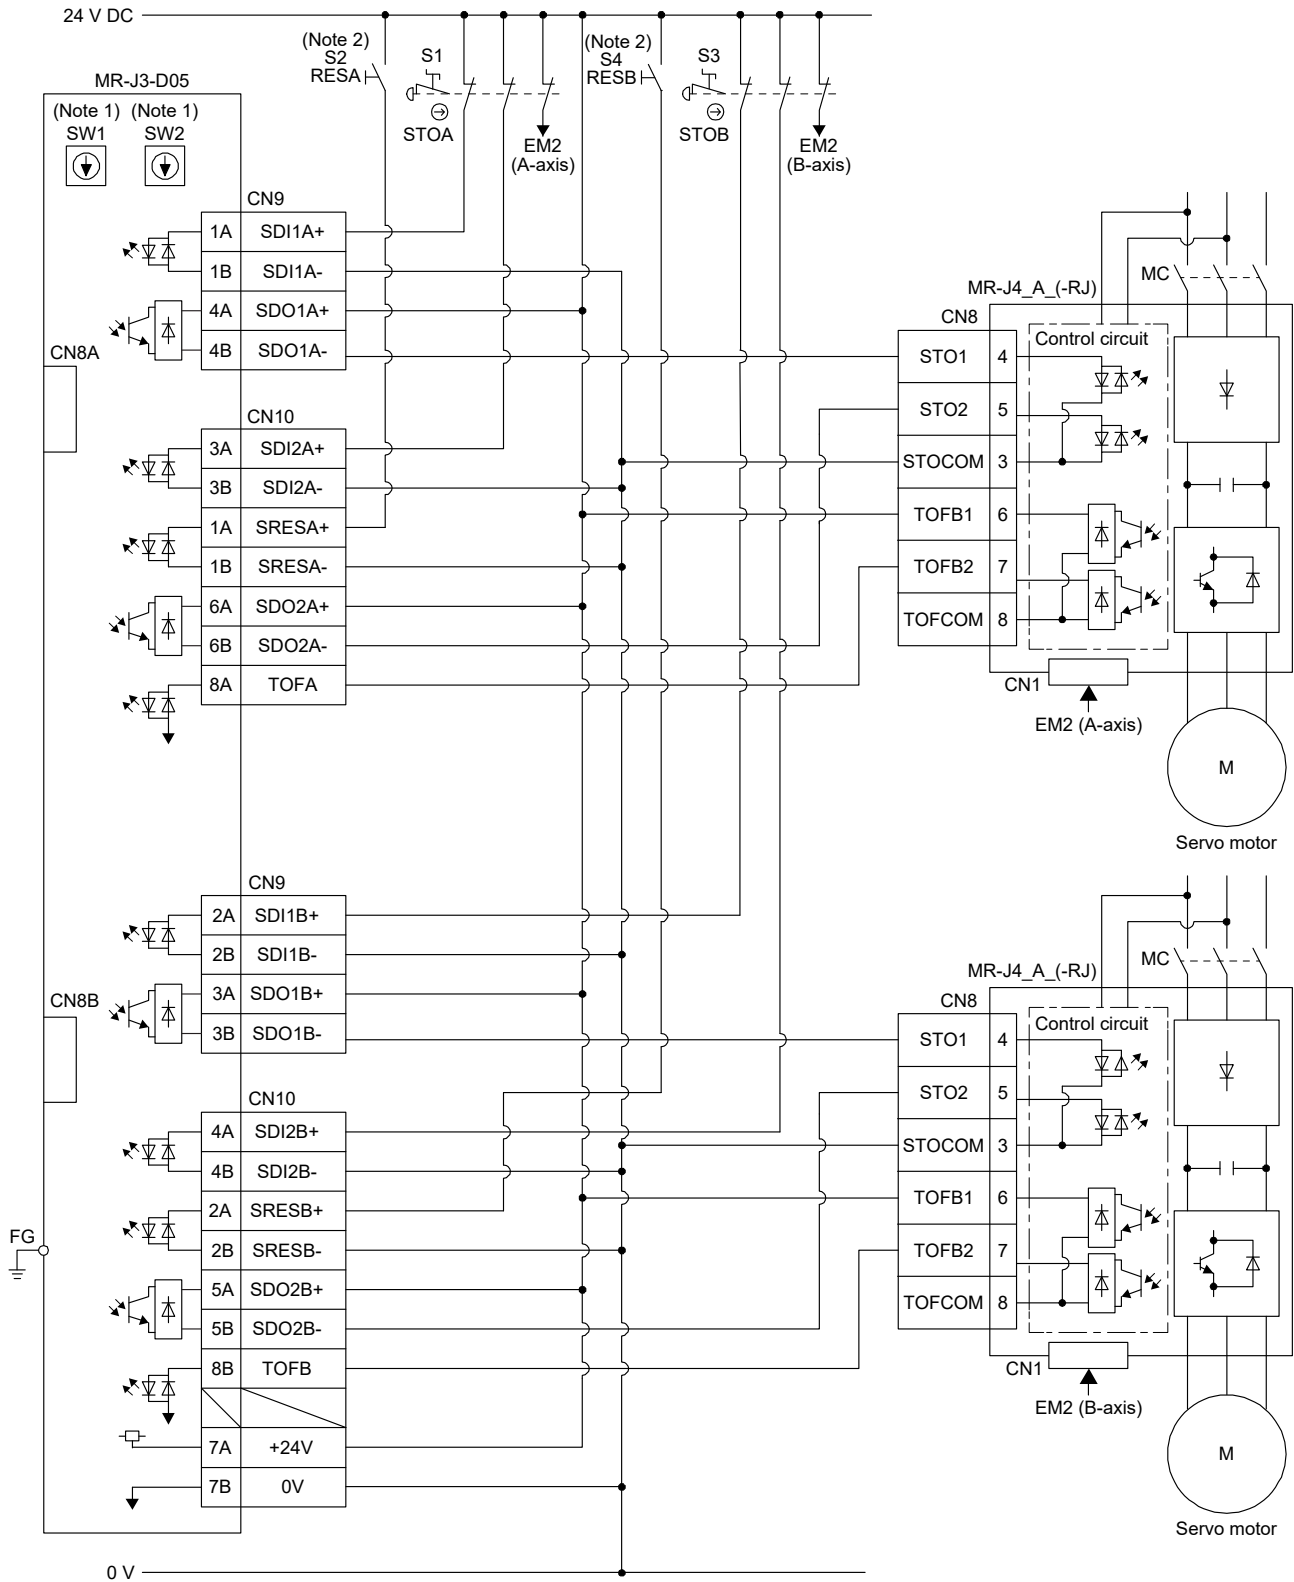 24 V DC
(Note 2)
S2
RESA
S1
STOA
EM2
(A-axis)
(Note 2)
S4
RESB
S3
STOB
EM2
(B-axis)
MR-J3-D05
(Note 1) (Note 1)
SW1 SW2
CN9
1A SDI1A+
1B SDI1A-
4A SDO1A+
4B SDO1A-
CN8A
CN10
3A SDI2A+
3B SDI2A-
1A SRESA+
1B SRESA-
6A SDO2A+
6B SDO2A-
8A TOFA
MC
MR-J4_A_(-RJ)
CN8
Control circuit
STO1 4
STO2 5
STOCOM 3
TOFB1 6
TOFB2 7
TOFCOM 8
CN1
EM2 (A-axis)
M
Servo motor
CN9
2A SDI1B+
2B SDI1B-
3A SDO1B+
3B SDO1B-
CN8B
CN10
4A SDI2B+
4B SDI2B-
2A SRESB+
2B SRESB-
5A SDO2B+
5B SDO2B-
8B TOFB
7A +24V
7B 0V
FG
MC
MR-J4_A_(-RJ)
CN8
Control circuit
STO1 4
STO2 5
STOCOM 3
TOFB1 6
TOFB2 7
TOFCOM 8
CN1
EM2 (B-axis)
M
Servo motor
0 V